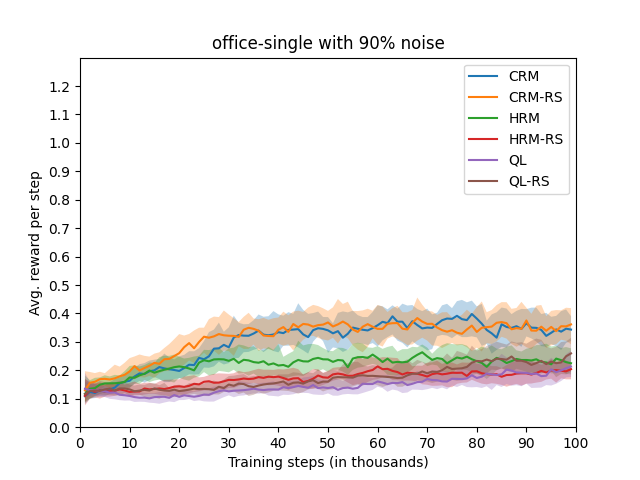 office-single with 90% noise
Avg. reward per step
1.2
1.1
1.0
0.9
0.8
0.7
0.6
0.5
0.4
0.3
0.2
0.1
0.0
CRM
CRM-RS
HRM
HRM-RS
QL
QL-RS
0 10 20 30 40 50 60 70 80 90 100
Training steps (in thousands)